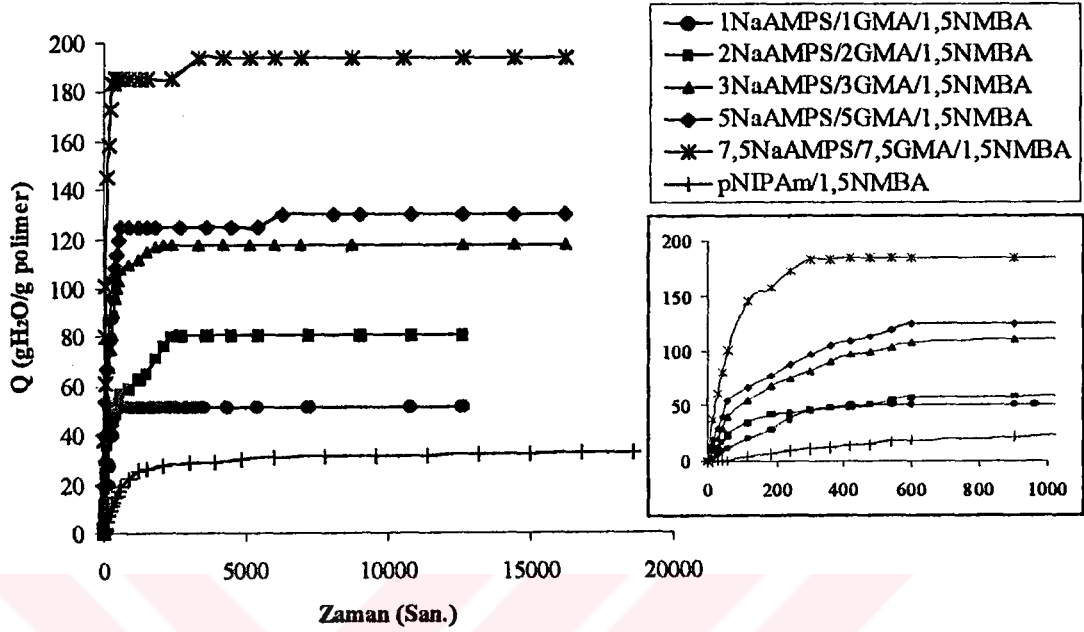 1NaAMPS/1GMA/1,5NMBA
2NaAMPS/2GMA/1,5NMBA
3NaAMPS/3GMA/1,5NMBA
5NaAMPS/5GMA/1,5NMBA
7,5NaAMPS/7,5GMA/1,5NMBA
pNIPAm/1,5NMBA
Q (gH₂O/g polimer)
200
180
160
140
120
100
80
60
40
20
0
0 5000 10000 15000 20000
Zaman (San.)
200
150
100
50
0
0 200 400 600 800 1000